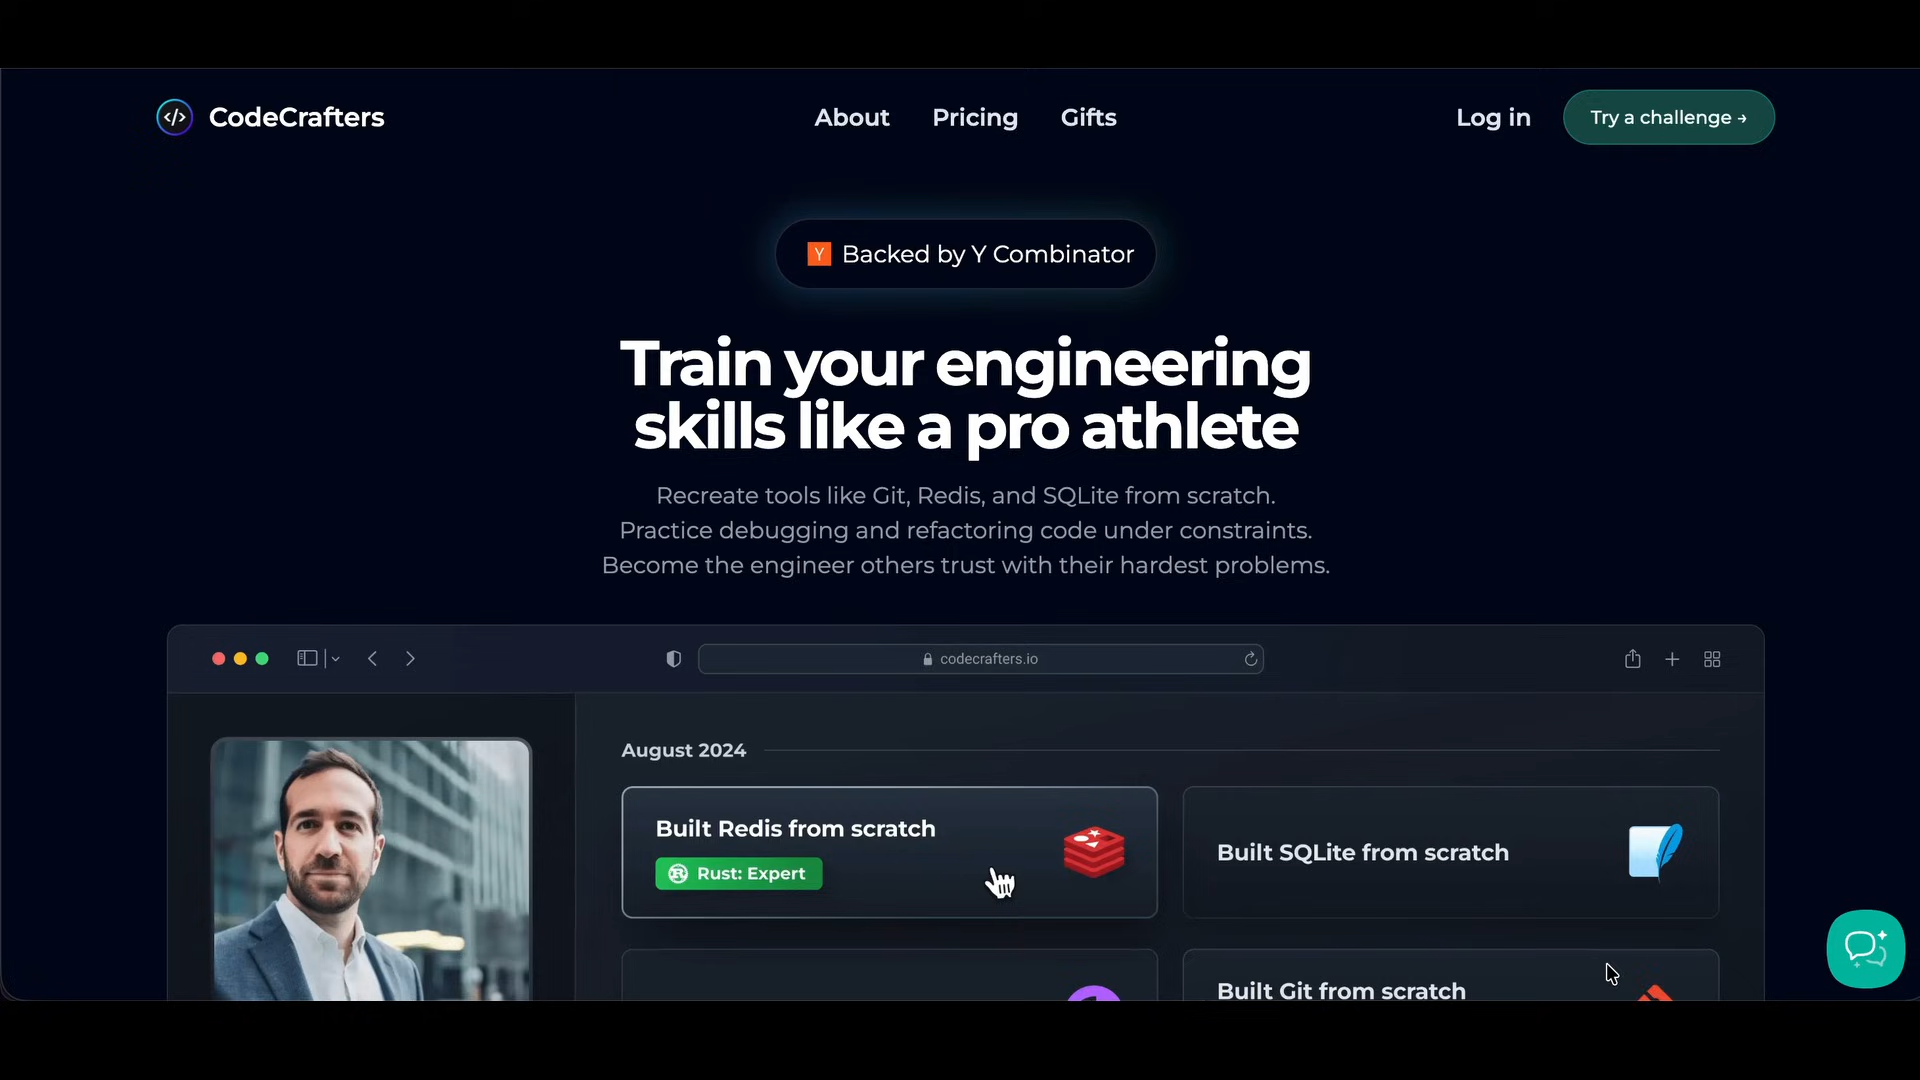 CodeCrafters
About
Pricing
Gifts
Log in
Try a challenge →
Y Backed by Y Combinator
Train your engineering
skills like a pro athlete
Recreate tools like Git, Redis, and SQLite from scratch.
Practice debugging and refactoring code under constraints.
Become the engineer others trust with their hardest problems.
codecrafters.io
August 2024
Built Redis from scratch
Rust: Expert
Built SQLite from scratch
Built Git from scratch